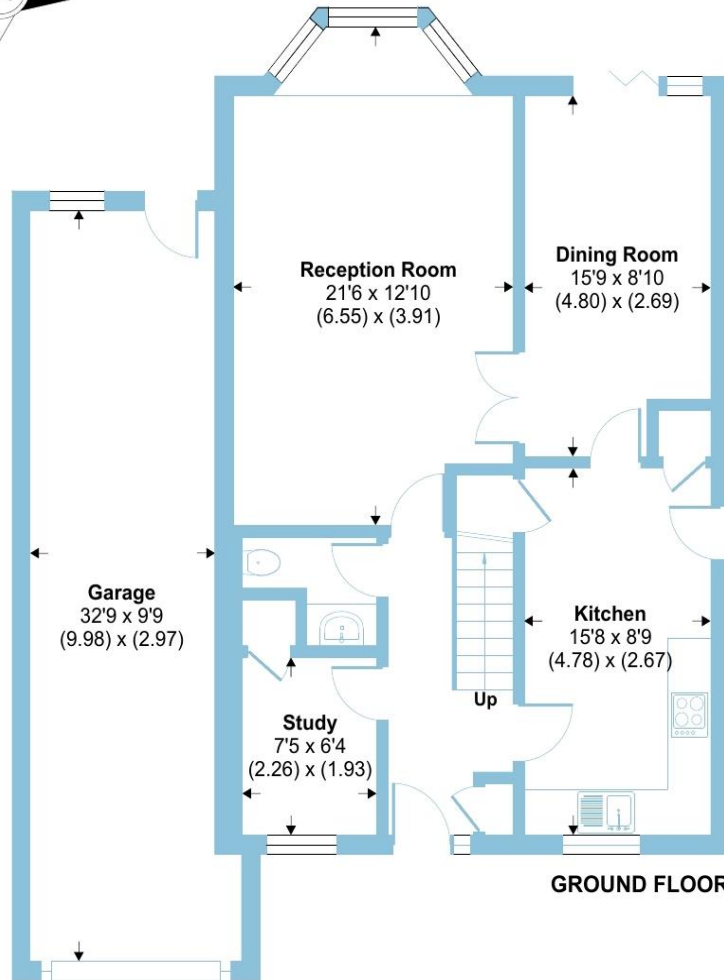 Reception Room
21'6 x 12'10
(6.55) x (3.91)
Dining Room
15'9 x 8'10
(4.80) x (2.69)
Garage
32'9 x 9'9
(9.98) x (2.97)
Kitchen
15'8 x 8'9
(4.78) x (2.67)
Up
Study
7'5 x 6'4
(2.26) x (1.93)
GROUND FLOOR